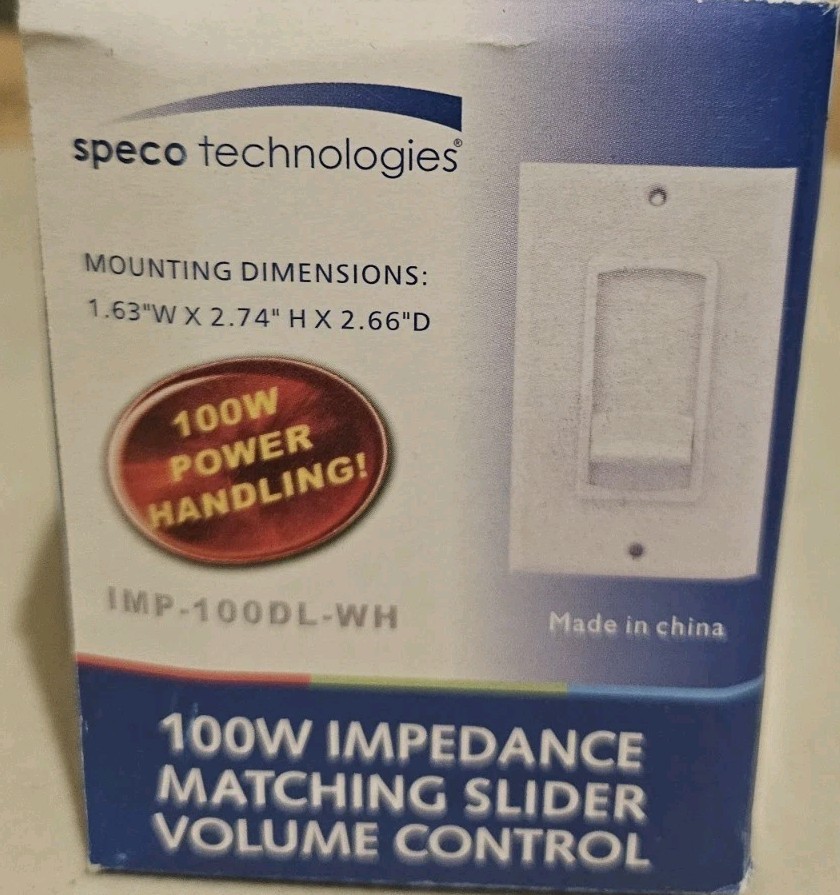 speco technologies®
MOUNTING DIMENSIONS:
1.63"W X 2.74" H X 2.66"D
100W
POWER
HANDLING!
IMP-100DL-WH
Made in china
100W IMPEDANCE
MATCHING SLIDER
VOLUME CONTROL